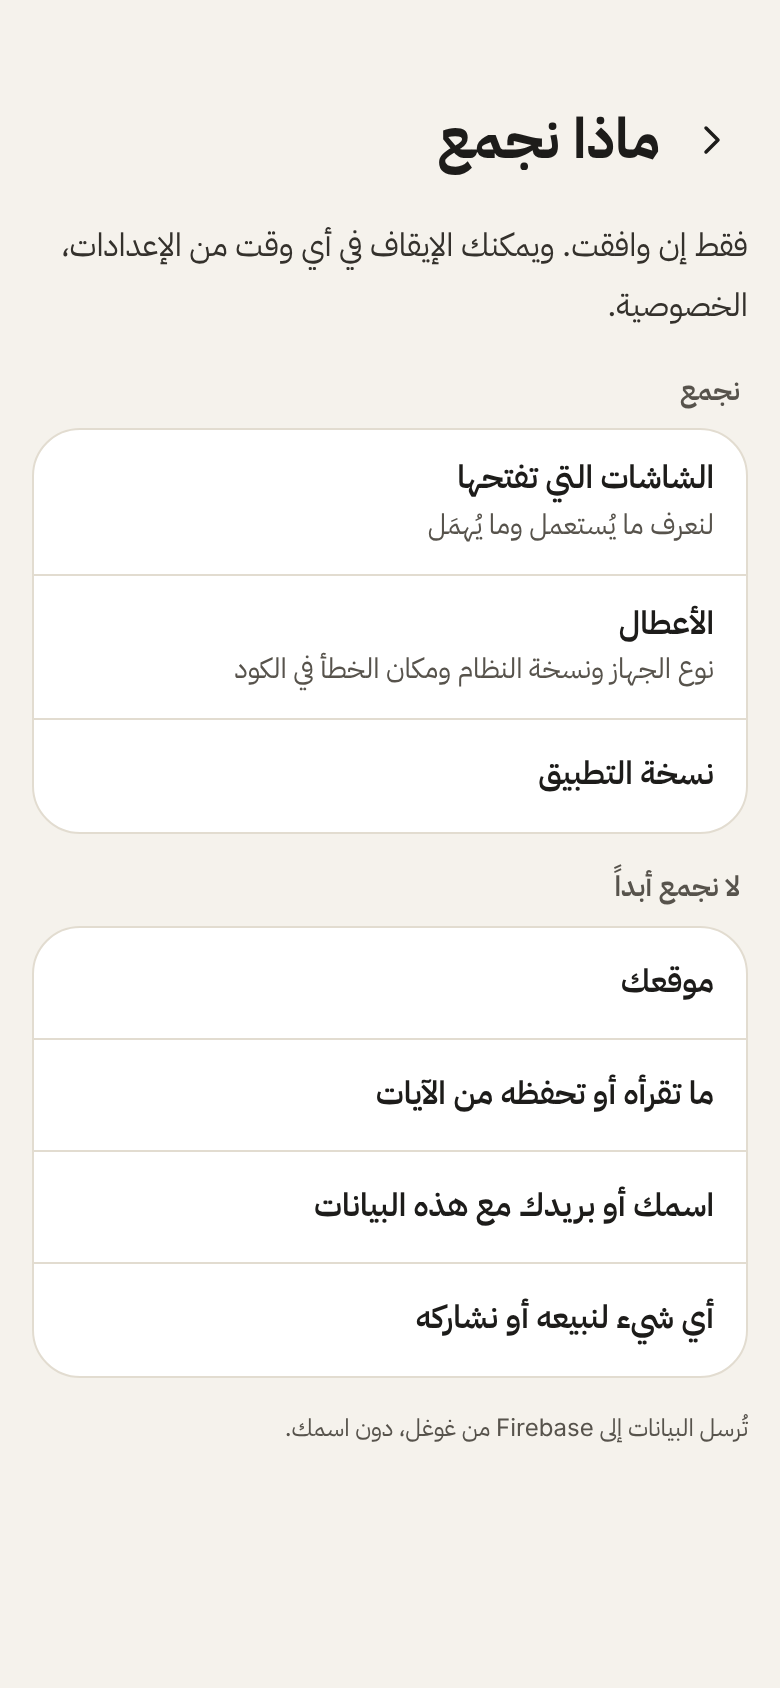 ماذا نجمع
فقط إن وافقت. ويمكنك الإيقاف في أي وقت من الإعدادات،
الخصوصية.
نجمع
الشاشات التي تفتحها
لنعرف ما يُستعمل وما يُهمَل
الأعطال
نوع الجهاز ونسخة النظام ومكان الخطأ في الكود
نسخة التطبيق
لا نجمع أبداً
موقعك
ما تقرأه أو تحفظه من الآيات
اسمك أو بريدك مع هذه البيانات
أي شيء لنبيعه أو نشاركه
تُرسل البيانات إلى Firebase من غوغل، دون اسمك.